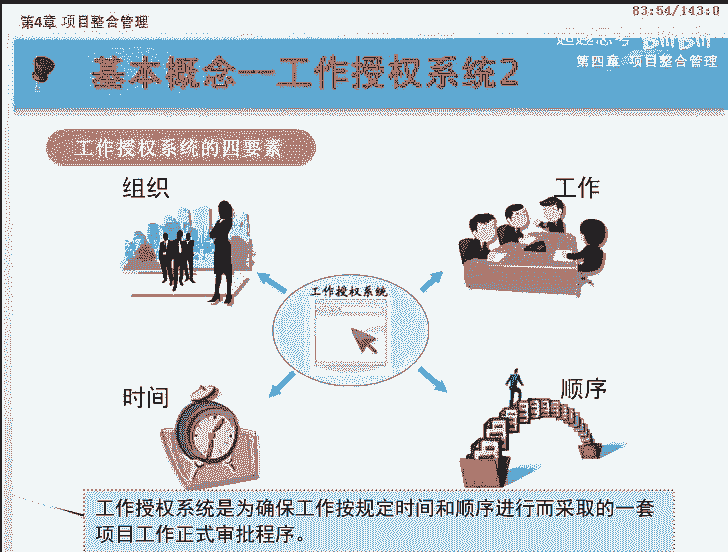 83:54/143:0
第4章 项目整合管理
bilibili
第四章 项目整合管理
基本概念——工作授权系统2
工作授权系统的四要素
组织
工作
工作授权系统
时间
顺序
工作授权系统是为确保工作按规定时间和顺序进行而采取的一套
项目工作正式审批程序。